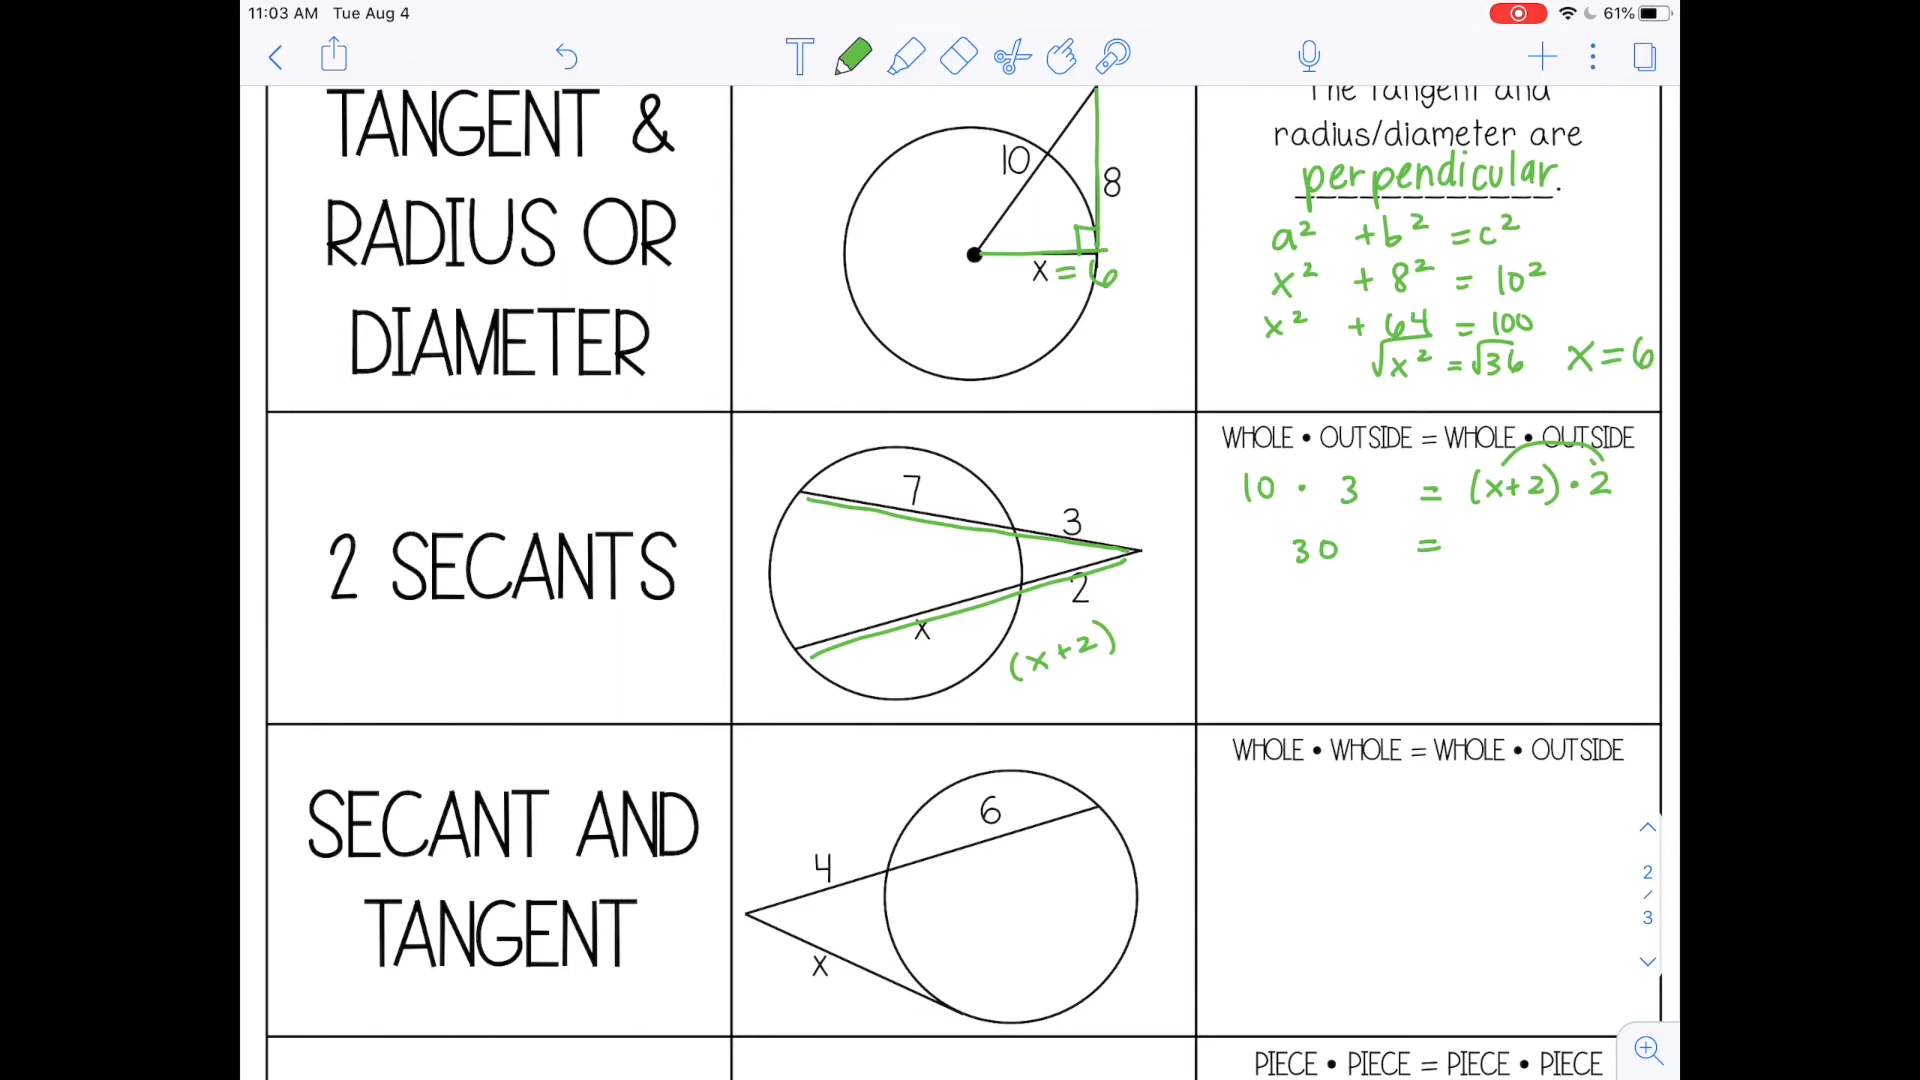 11:03 AM Tue Aug 4
61%
T
TANGENT &
RADIUS OR
DIAMETER
10
8
x = 6
The Tangent and
radius/diameter are
perpendicular.
a² + b² = c²
x² + 8² = 10²
x² + 64 = 100
√x² = √36 x = 6
2 SECANTS
7
3
2
x
(x+2)
WHOLE • OUTSIDE = WHOLE • OUTSIDE
10 · 3 = (x+2) · 2
30 =
SECANT AND
TANGENT
6
4
x
WHOLE • WHOLE = WHOLE • OUTSIDE
2
/
3
PIECE • PIECE = PIECE • PIECE